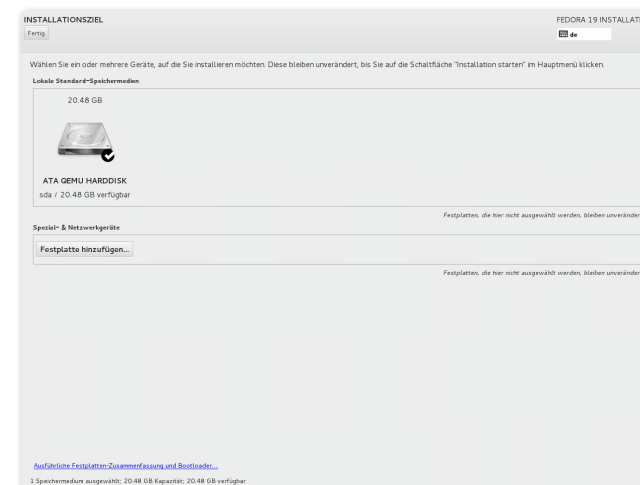 INSTALLATIONSZIEL
FEDORA 19 INSTALLATI
Fertig
de
Wählen Sie ein oder mehrere Geräte, auf die Sie installieren möchten. Diese bleiben unverändert, bis Sie auf die Schaltfläche "Installation starten" im Hauptmenü klicken.
Lokale Standard-Speichermedien
20.48 GB
ATA QEMU HARDDISK
sda / 20.48 GB verfügbar
Festplatten, die hier nicht ausgewählt werden, bleiben unveränder
Spezial- & Netzwerkgeräte
Festplatte hinzufügen...
Festplatten, die hier nicht ausgewählt werden, bleiben unveränder
Ausführliche Festplatten-Zusammenfassung und Bootloader...
1 Speichermedium ausgewählt; 20.48 GB Kapazität; 20.48 GB verfügbar